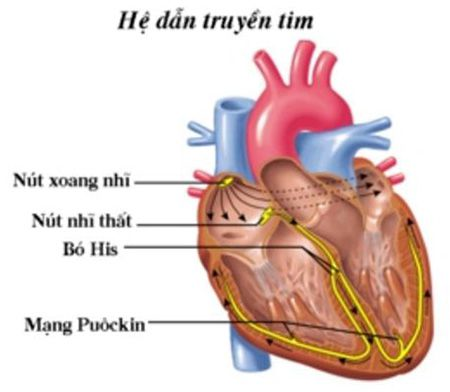 Hệ dẫn truyền tim
Nút xoang nhĩ
Nút nhĩ thất
Bó His
Mạng Puôckin